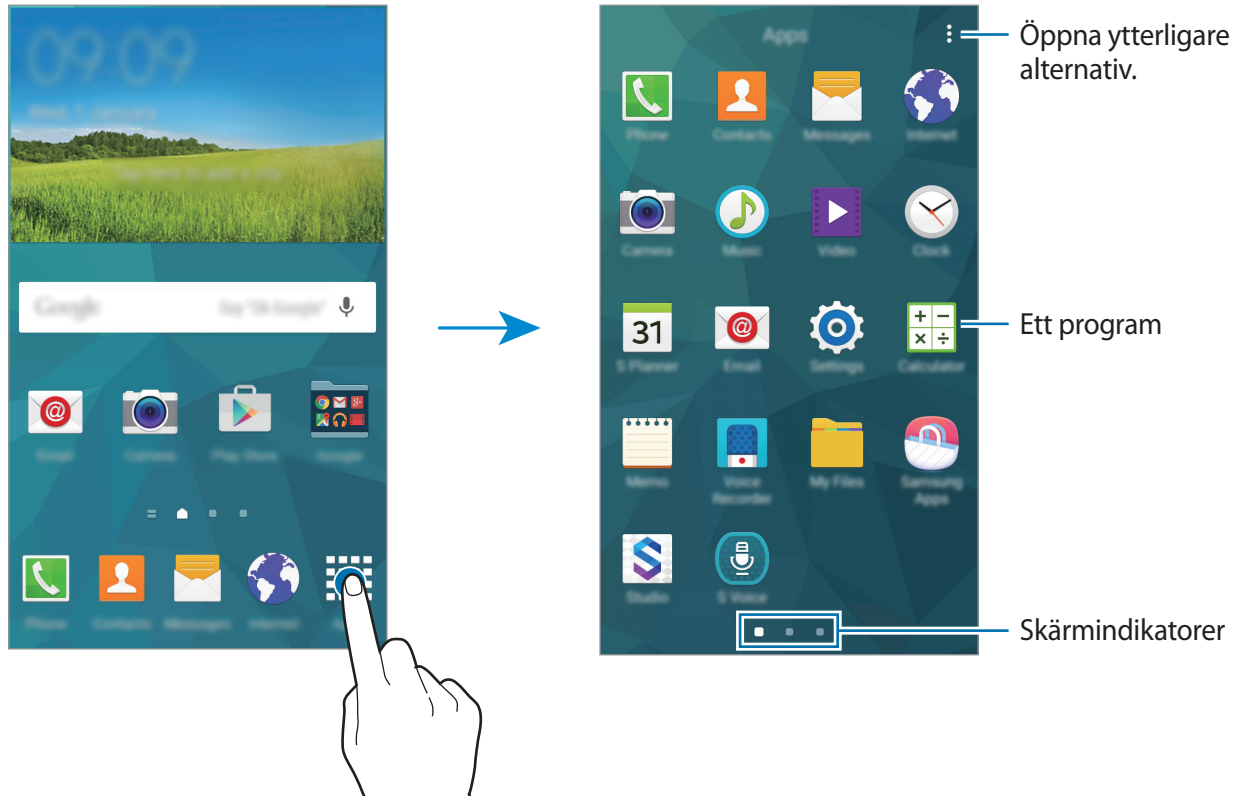 09:09
Wed, 1 January
Tap here to add a city
Google Say "Ok Google"
Email Camera Play Store Google
Phone Contacts Messages Internet
Apps
Phone Contacts Messages Internet
Camera Music Video Clock
31
S Planner Email Settings Calculator
Memo Voice Recorder My Files Samsung Apps
Studio S Voice
Öppna ytterligare
alternativ.
Ett program
Skärmindikatorer